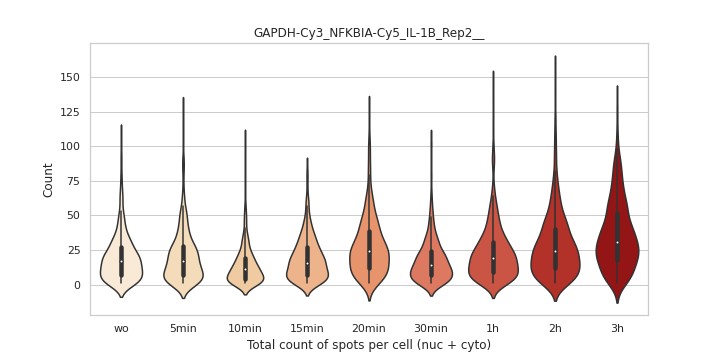 GAPDH-Cy3_NFKBIA-Cy5_IL-1B_Rep2__
150
125
100
75
50
25
0
Count
wo 5min 10min 15min 20min 30min 1h 2h 3h
Total count of spots per cell (nuc + cyto)